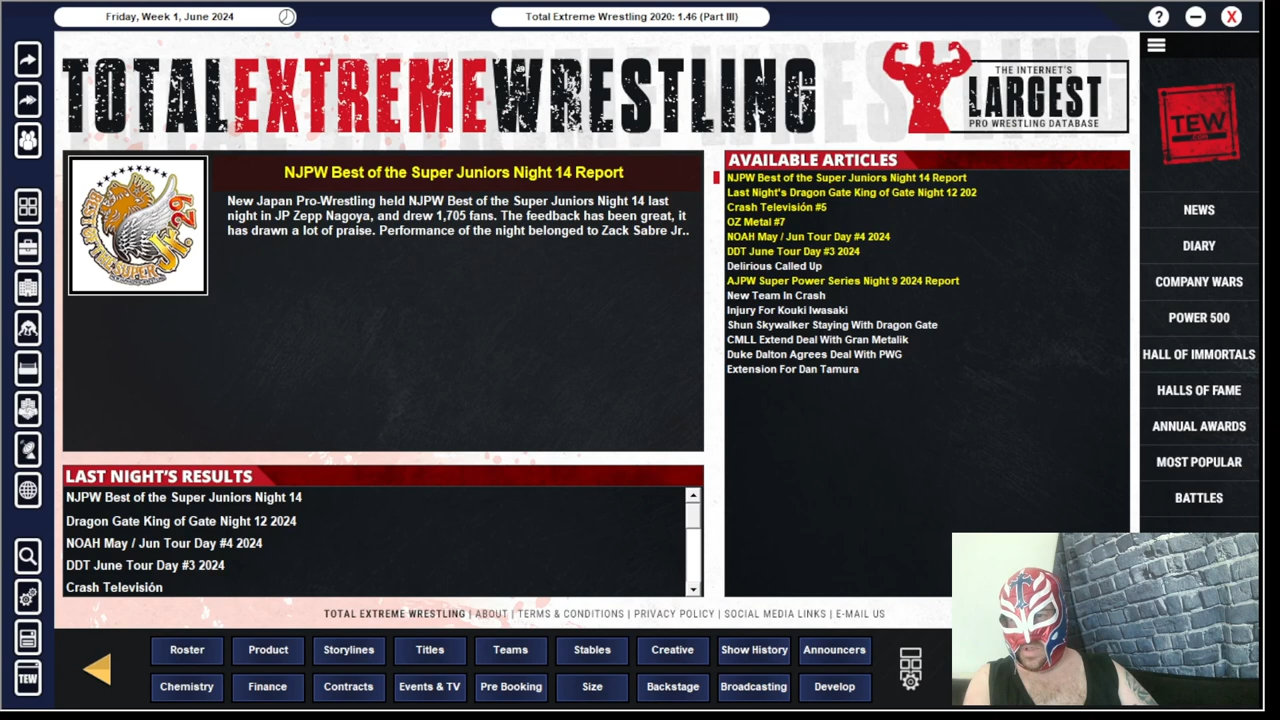 Friday, Week 1, June 2024
Total Extreme Wrestling 2020: 1.46 (Part III)
?
X
TOTALEXTREMEWRESTLING
THE INTERNET'S
LARGEST
PRO WRESTLING DATABASE
TEW
.COM
NJPW Best of the Super Juniors Night 14 Report
New Japan Pro-Wrestling held NJPW Best of the Super Juniors Night 14 last
night in JP Zepp Nagoya, and drew 1,705 fans. The feedback has been great, it
has drawn a lot of praise. Performance of the night belonged to Zack Sabre Jr..
AVAILABLE ARTICLES
NJPW Best of the Super Juniors Night 14 Report
Last Night's Dragon Gate King of Gate Night 12 202
Crash Televisión #5
OZ Metal #7
NOAH May / Jun Tour Day #4 2024
DDT June Tour Day #3 2024
Delirious Called Up
AJPW Super Power Series Night 9 2024 Report
New Team In Crash
Injury For Kouki Iwasaki
Shun Skywalker Staying With Dragon Gate
CMLL Extend Deal With Gran Metalik
Duke Dalton Agrees Deal With PWG
Extension For Dan Tamura
NEWS
DIARY
COMPANY WARS
POWER 500
HALL OF IMMORTALS
HALLS OF FAME
ANNUAL AWARDS
MOST POPULAR
BATTLES
LAST NIGHT'S RESULTS
NJPW Best of the Super Juniors Night 14
Dragon Gate King of Gate Night 12 2024
NOAH May / Jun Tour Day #4 2024
DDT June Tour Day #3 2024
Crash Televisión
TOTAL EXTREME WRESTLING | ABOUT | TERMS & CONDITIONS | PRIVACY POLICY | SOCIAL MEDIA LINKS | E-MAIL US
Roster
Product
Storylines
Titles
Teams
Stables
Creative
Show History
Announcers
Chemistry
Finance
Contracts
Events & TV
Pre Booking
Size
Backstage
Broadcasting
Develop
TEW